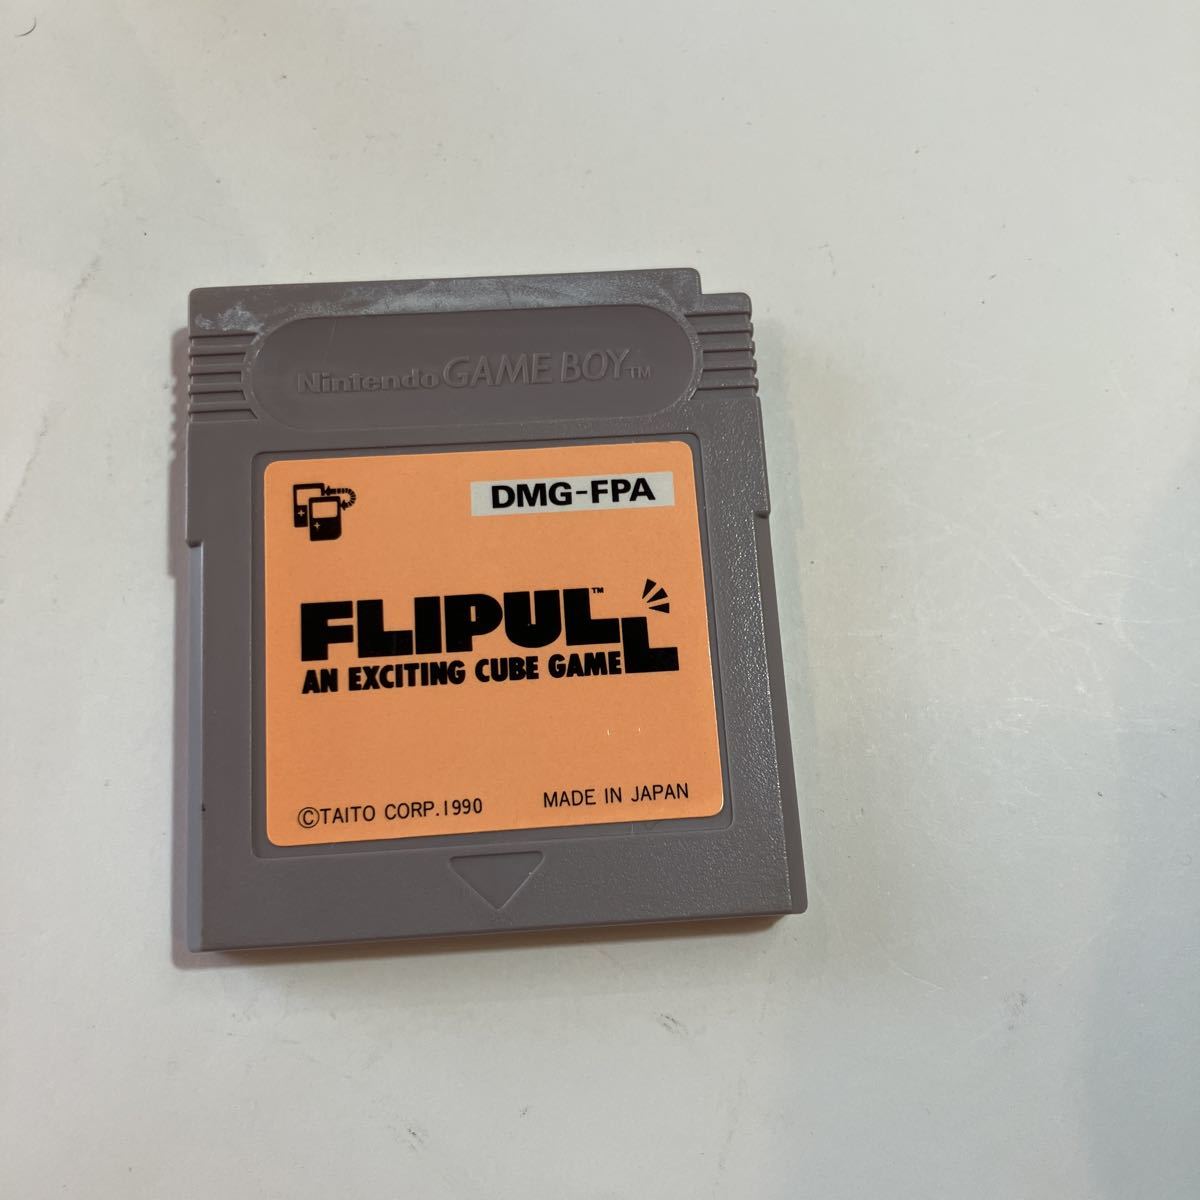 Nintendo GAME BOY™
DMG-FPA
FLIPULL™
AN EXCITING CUBE GAME
©TAITO CORP.1990 MADE IN JAPAN